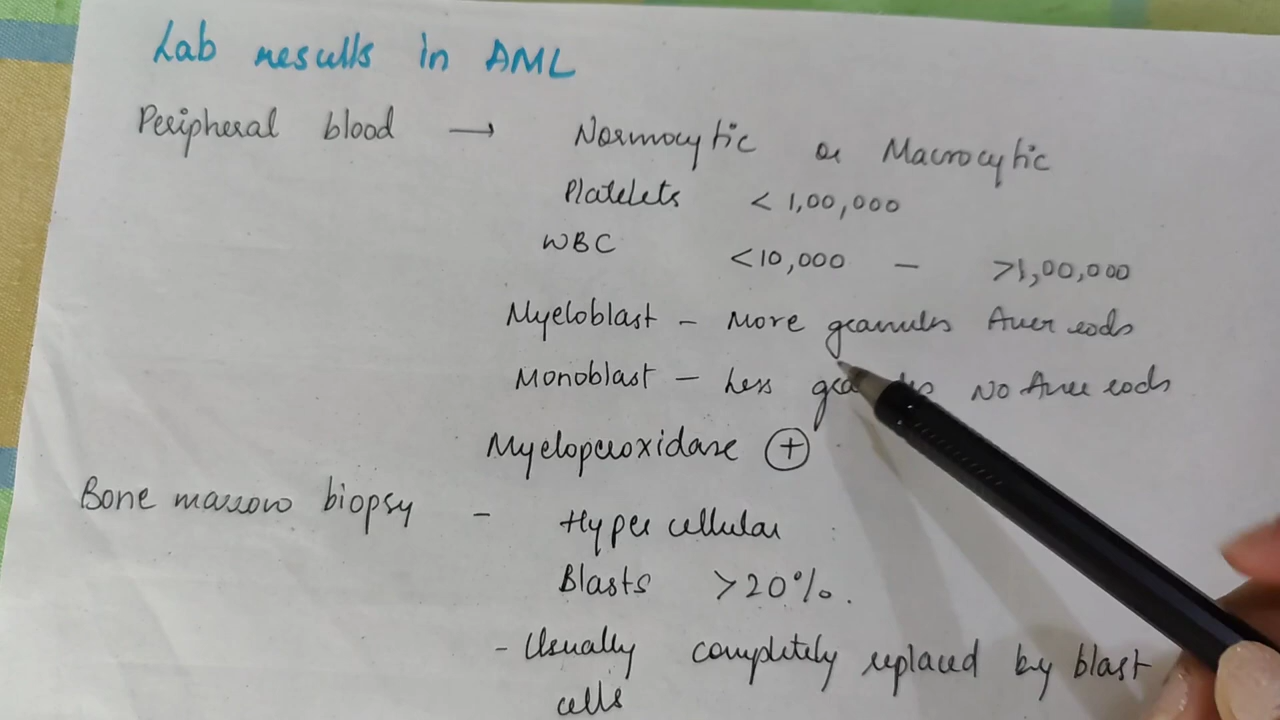 Lab results in AML
Peripheral blood → Normocytic or Macrocytic
Platelets < 1,00,000
WBC <10,000 - >1,00,000
Myeloblast - More granules Auer rods
Monoblast - Less granules No Auer rods
Myeloperoxidase +
Bone marrow biopsy - Hyper cellular
Blasts >20%.
- Usually completely replaced by blast
cells